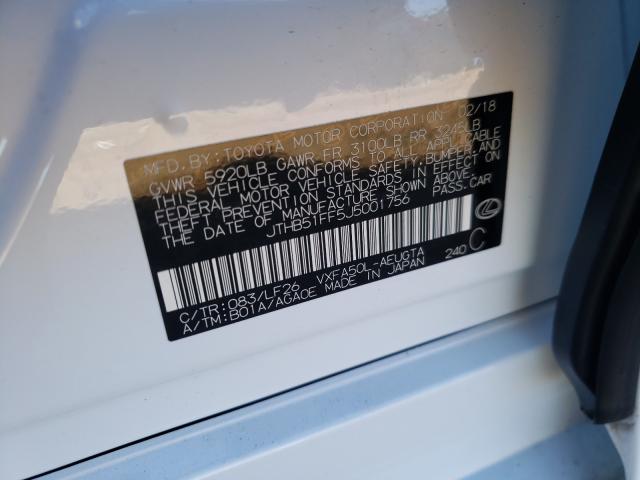 MFD. BY: TOYOTA MOTOR CORPORATION 02/18
GVWR 5920LB GAWR FR 3100LB RR 3245LB
THIS VEHICLE CONFORMS TO ALL APPLICABLE
FEDERAL MOTOR VEHICLE SAFETY, BUMPER, AND
THEFT PREVENTION STANDARDS IN EFFECT ON
THE DATE OF MANUFACTURE SHOWN ABOVE.
JTHB51FF5J5001756 PASS. CAR
C/TR: 083/LF26 VXFA50L-AEUGTA 240 C
A/TM: B01A/AGA0E MADE IN JAPAN